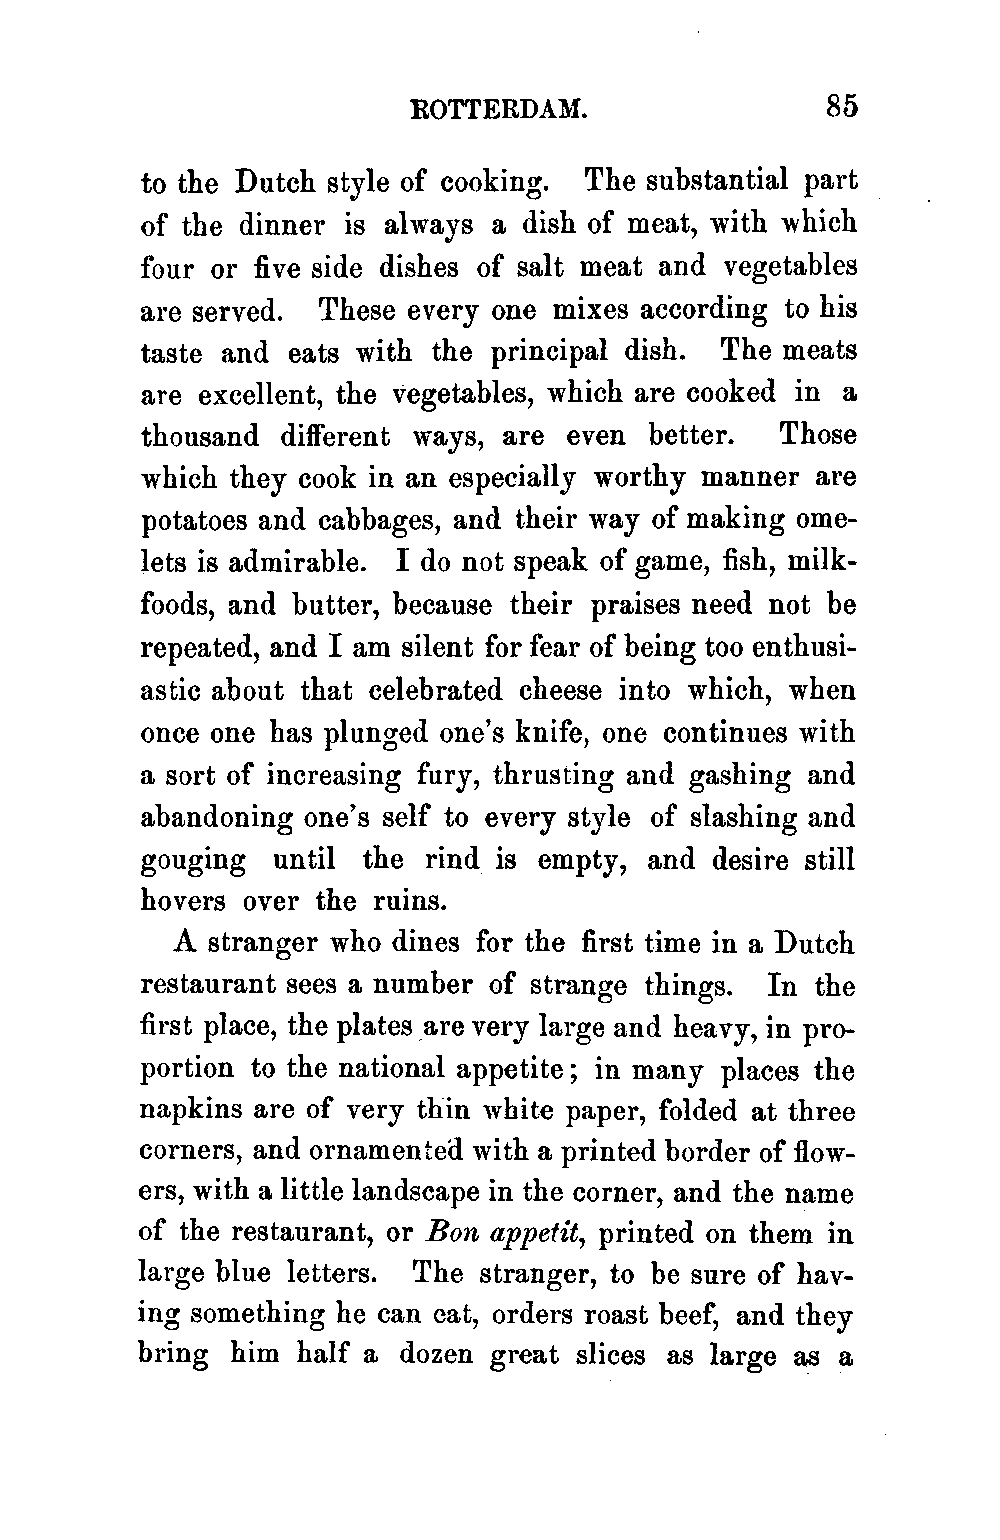 ROTTERDAM. 85
to the Dutch style of cooking. The substantial part
of the dinner is always a dish of meat, with which
four or five side dishes of salt meat and vegetables
are served. These every one mixes according to his
taste and eats with the principal dish. The meats
are excellent, the vegetables, which are cooked in a
thousand different ways, are even better. Those
which they cook in an especially worthy manner are
potatoes and cabbages, and their way of making ome-
lets is admirable. I do not speak of game, fish, milk-
foods, and butter, because their praises need not be
repeated, and I am silent for fear of being too enthusi-
astic about that celebrated cheese into which, when
once one has plunged one's knife, one continues with
a sort of increasing fury, thrusting and gashing and
abandoning one's self to every style of slashing and
gouging until the rind is empty, and desire still
hovers over the ruins.
A stranger who dines for the first time in a Dutch
restaurant sees a number of strange things. In the
first place, the plates are very large and heavy, in pro-
portion to the national appetite; in many places the
napkins are of very thin white paper, folded at three
corners, and ornamented with a printed border of flow-
ers, with a little landscape in the corner, and the name
of the restaurant, or Bon appetit, printed on them in
large blue letters. The stranger, to be sure of hav-
ing something he can eat, orders roast beef, and they
bring him half a dozen great slices as large as a